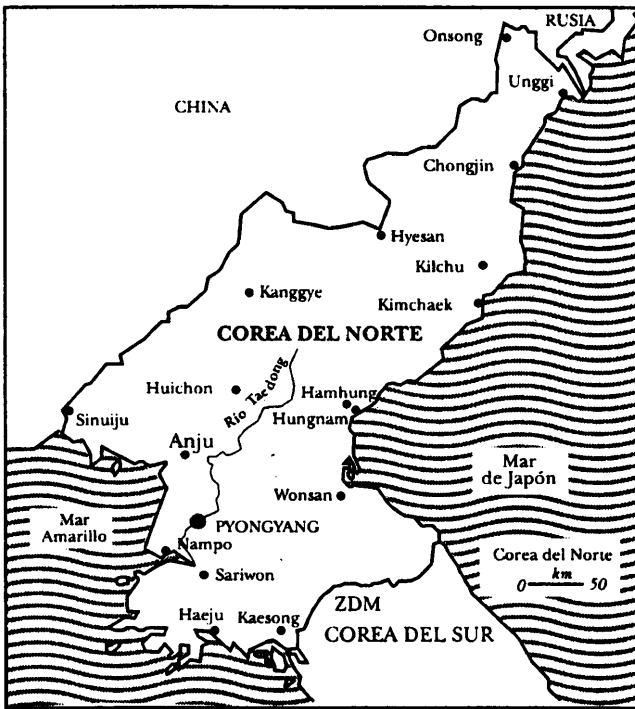 RUSIA
Onsong
Unggi
CHINA
Chongjin
Hyesan
Kilchu
Kanggye
Kimchaek
COREA DEL NORTE
Río Taedong
Huichon
Hamhung
Sinuiju
Hungnam
Anju
Mar
de Japón
Wonsan
Mar
Amarillo
PYONGYANG
Nampo
Corea del Norte
km
0 50
Sariwon
ZDM
Haeju
Kaesong
COREA DEL SUR